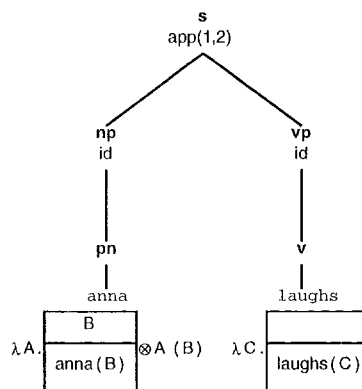 s
app(1,2)
np vp
id id
pn v
anna laughs
B
λA. anna(B) ⊗A (B) λC. laughs(C)